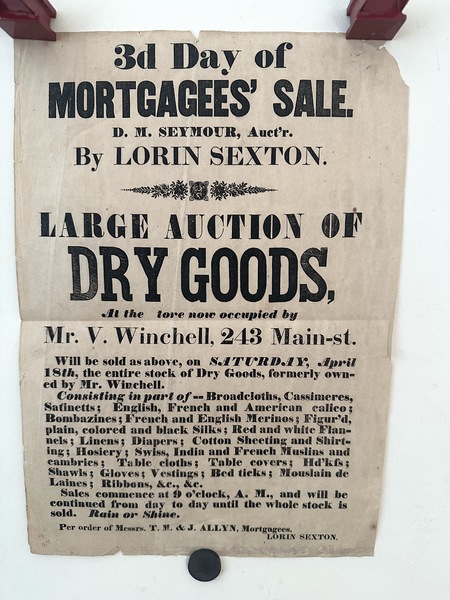 3d Day of
MORTGAGEES' SALE.
D. M. SEYMOUR, Auct'r.
By LORIN SEXTON.
LARGE AUCTION OF
DRY GOODS,
At the tore now occupied by
Mr. V. Winchell, 243 Main-st.
Will be sold as above, on SATURDAY, April
18th, the entire stock of Dry Goods, formerly own-
ed by Mr. Winchell.
Consisting in part of -- Broadcloths, Cassimeres,
Satinetts; English, French and American calico;
Bombazines; French and English Merinos; Figur'd,
plain, colored and black Silks; Red and white Flan-
nels; Linens; Diapers; Cotton Sheeting and Shirt-
ing; Hosiery; Swiss, India and French Muslins and
cambrics; Table cloths; Table covers; Hd'kfs;
Shawls; Gloves; Vestings; Bed ticks; Mouslain de
Laines; Ribbons, &c., &c.
Sales commence at 9 o'clock, A. M., and will be
continued from day to day until the whole stock is
sold. Rain or Shine.
Per order of Messrs. T. M. & J. ALLYN, Mortgagees.
LORIN SEXTON.